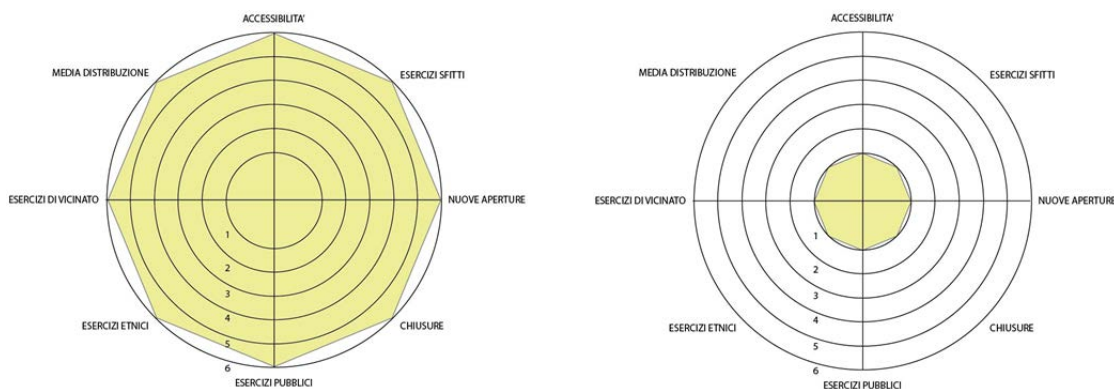 ACCESSIBILITA'
MEDIA DISTRIBUZIONE
ESERCIZI SFITTI
ESERCIZI DI VICINATO
NUOVE APERTURE
1
2
3
4
5
6
ESERCIZI ETNICI
CHIUSURE
ESERCIZI PUBBLICI
ACCESSIBILITA'
MEDIA DISTRIBUZIONE
ESERCIZI SFITTI
ESERCIZI DI VICINATO
NUOVE APERTURE
1
2
3
4
5
6
ESERCIZI ETNICI
CHIUSURE
ESERCIZI PUBBLICI